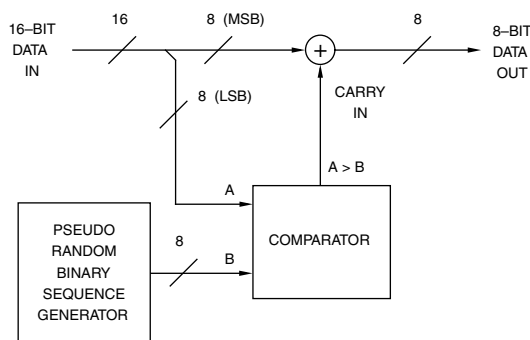 16–BIT
DATA
IN
16
8 (MSB)
8
8–BIT
DATA
OUT
+
8 (LSB)
CARRY
IN
A > B
A
COMPARATOR
PSEUDO
RANDOM
BINARY
SEQUENCE
GENERATOR
8
B